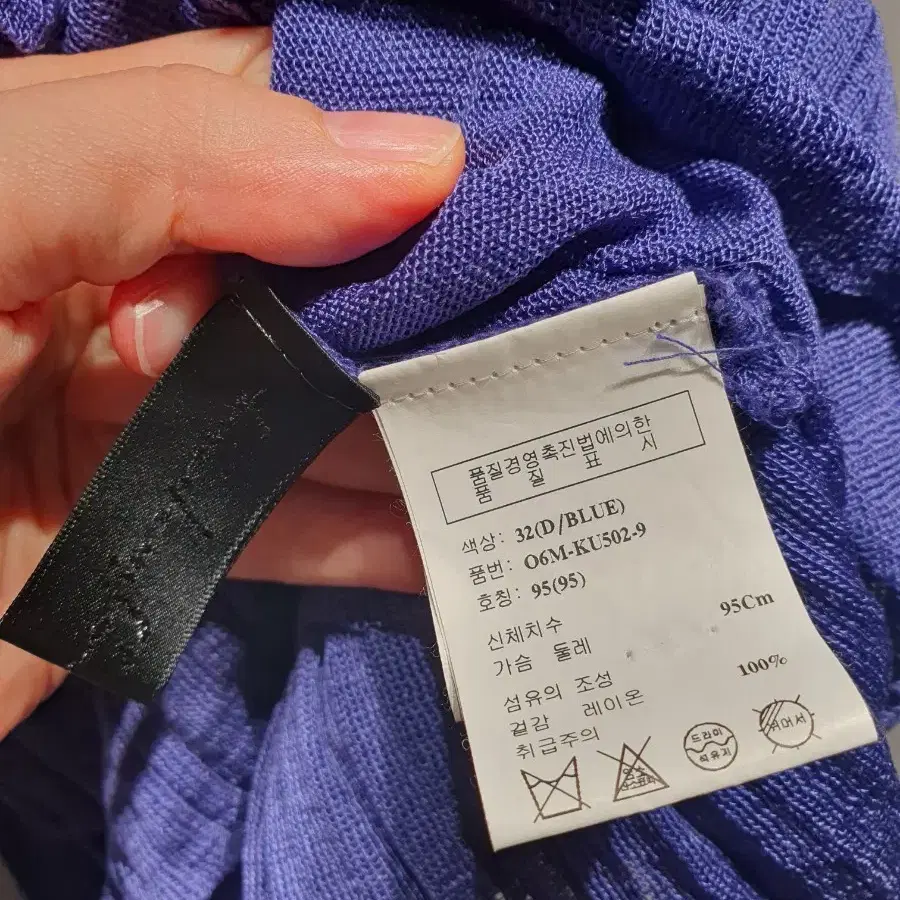 품질경영촉진법에의한
품 질 표 시
색상: 32(D/BLUE)
품번: O6M-KU502-9
호칭: 95(95)
신체치수
가슴 둘레 95Cm
섬유의 조성
겉감 레이온 100%
취급주의
드라이
석유지